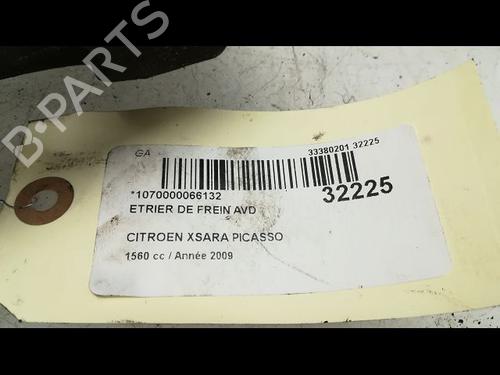 B-PARTS
GA
33380201 32225
*1070000066132
32225
ETRIER DE FREIN AVD
CITROEN XSARA PICASSO
1560 cc / Année 2009